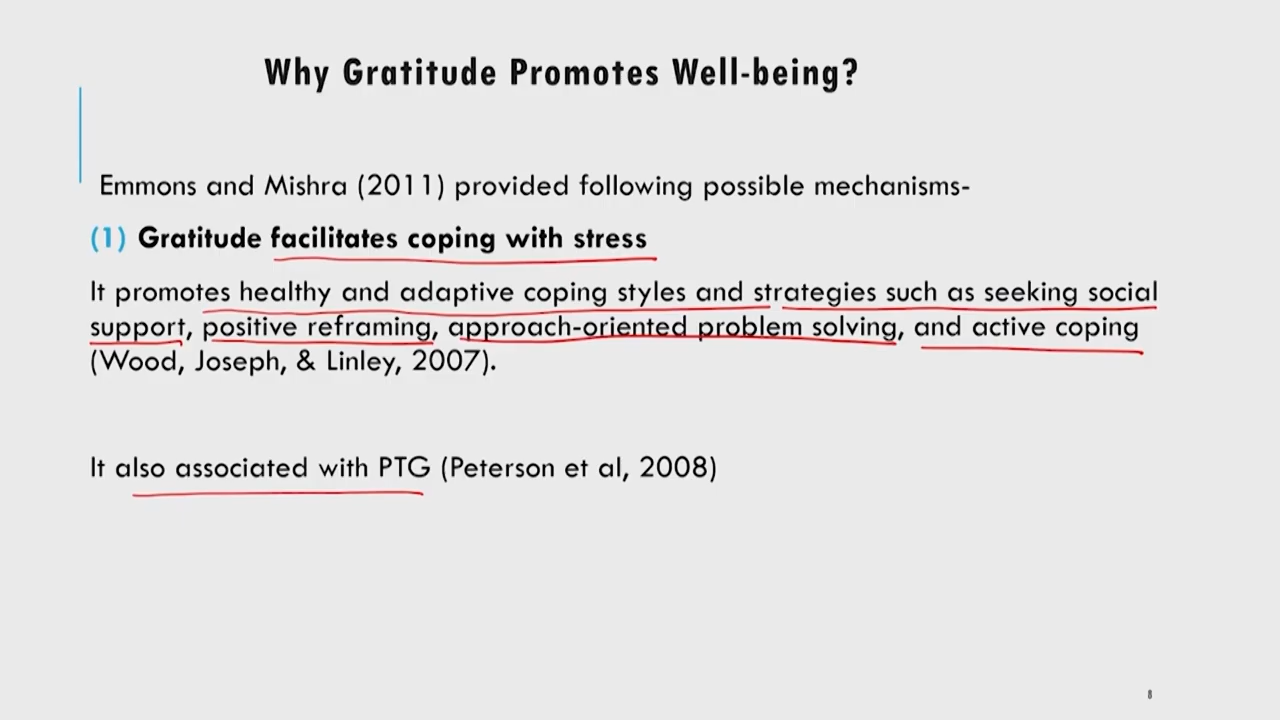 Why Gratitude Promotes Well-being?
Emmons and Mishra (2011) provided following possible mechanisms-
(1) Gratitude facilitates coping with stress
It promotes healthy and adaptive coping styles and strategies such as seeking social
support, positive reframing, approach-oriented problem solving, and active coping
(Wood, Joseph, & Linley, 2007).
It also associated with PTG (Peterson et al, 2008)
8